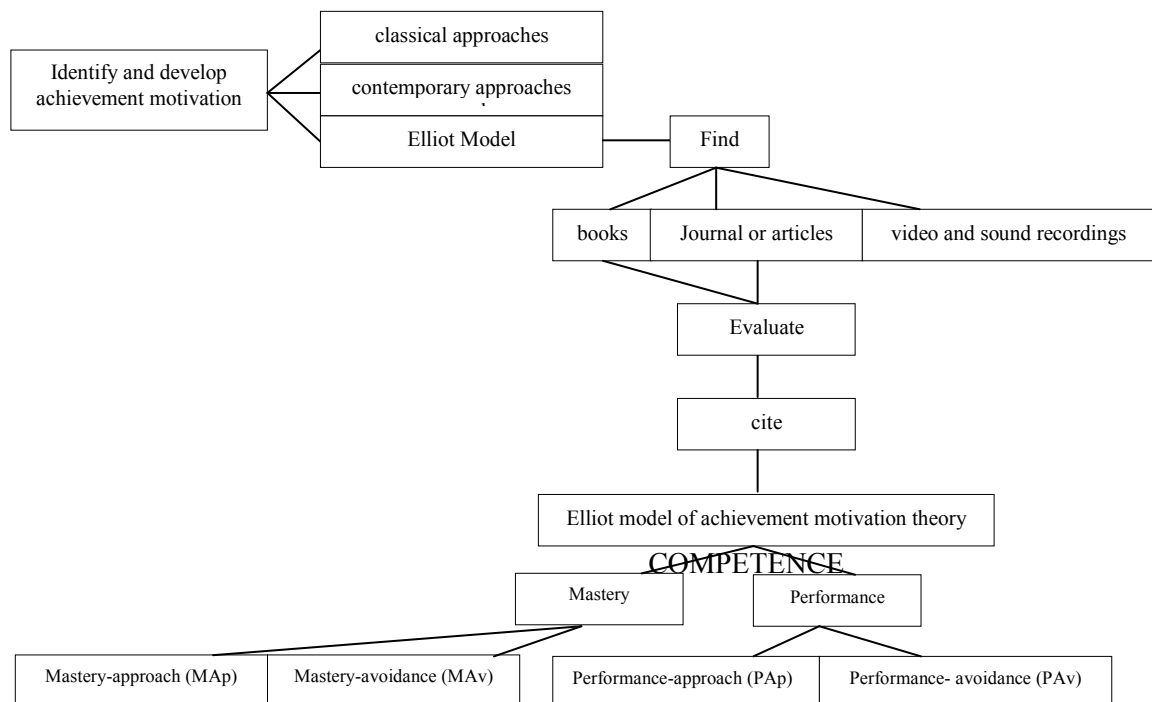 classical approaches
Identify and develop
achievement motivation
contemporary approaches
Elliot Model
Find
books
Journal or articles
video and sound recordings
Evaluate
cite
Elliot model of achievement motivation theory
COMPETENCE
Mastery
Performance
Mastery-approach (MAp)
Mastery-avoidance (MAv)
Performance-approach (PAp)
Performance- avoidance (PAv)